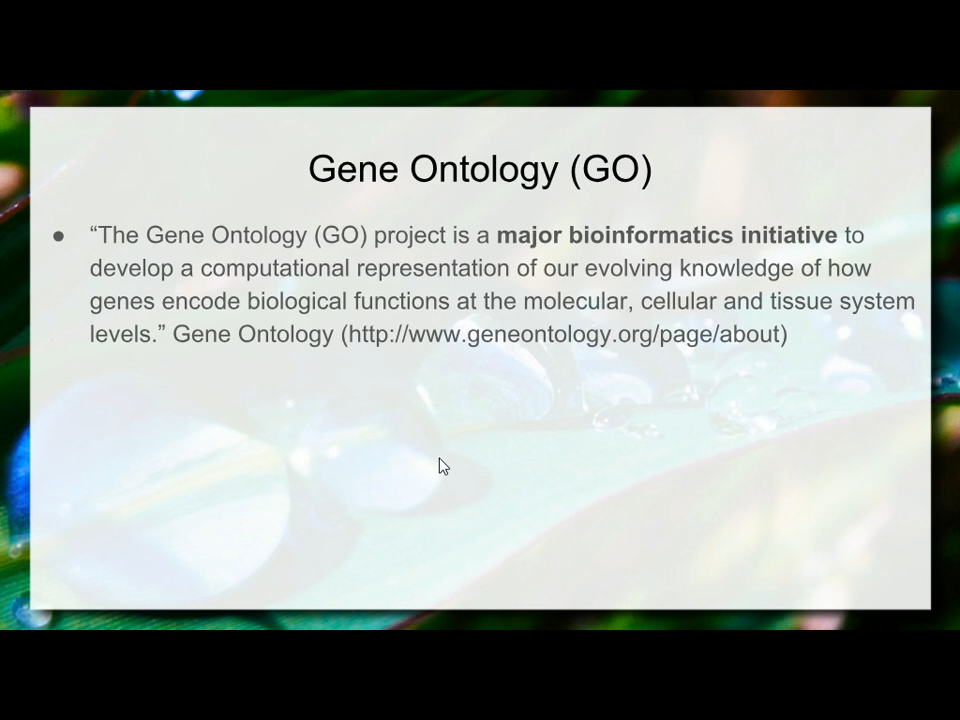 Gene Ontology (GO)
● “The Gene Ontology (GO) project is a major bioinformatics initiative to
develop a computational representation of our evolving knowledge of how
genes encode biological functions at the molecular, cellular and tissue system
levels.” Gene Ontology (http://www.geneontology.org/page/about)